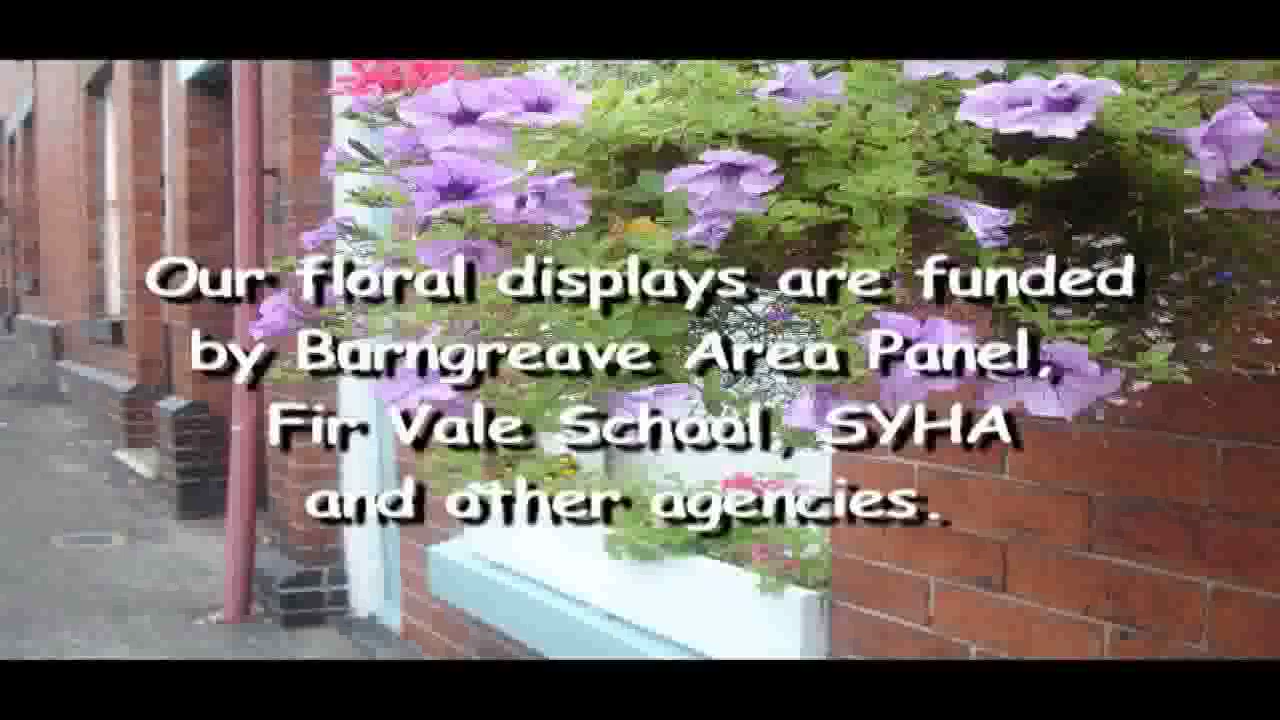 Our floral displays are funded
by Barngreave Area Panel,
Fir Vale School, SYHA
and other agencies.